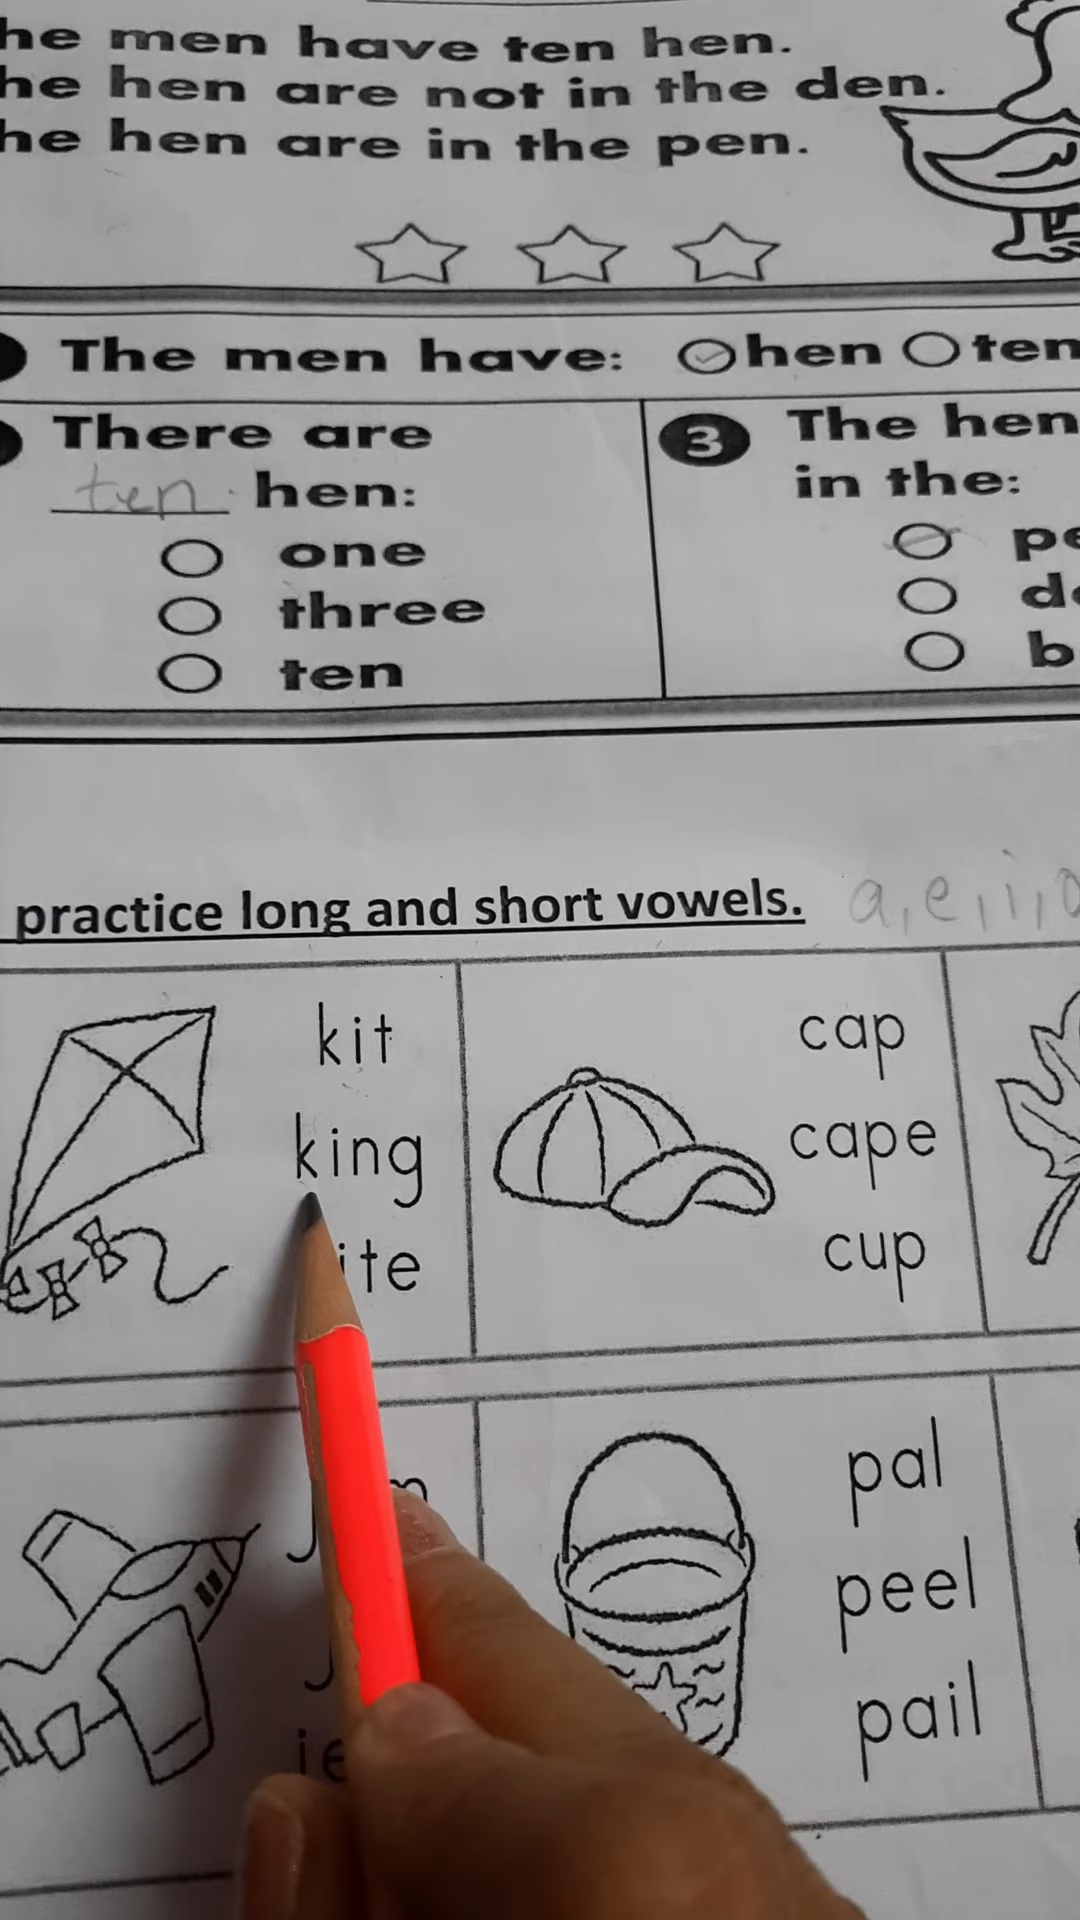 he men have ten hen.
he hen are not in the den.
he hen are in the pen.
The men have: hen ten
There are
ten hen:
one
three
ten
3 The hen
in the:
practice long and short vowels. a, e, i,
kit
king
ite
cap
cape
cup
pal
peel
pail